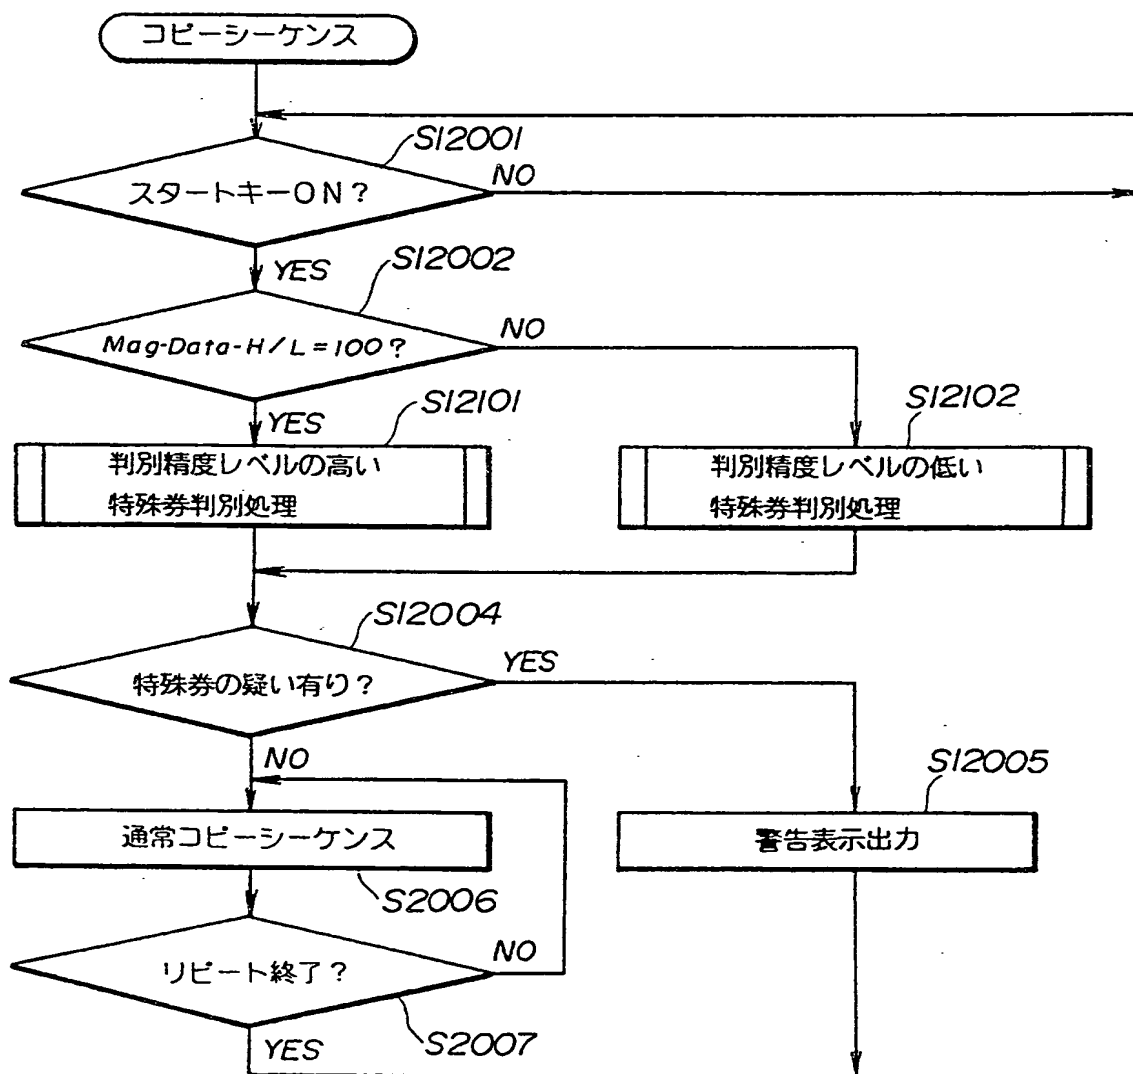 コピーシーケンス
S12001
スタートキーON?
NO
YES
S12002
Mag-Data-H/L=100?
NO
YES
S12101
S12102
判別精度レベルの高い
特殊券判別処理
判別精度レベルの低い
特殊券判別処理
S12004
特殊券の疑い有り?
YES
NO
S12005
通常コピーシーケンス
警告表示出力
S2006
リピート終了?
NO
S2007
YES